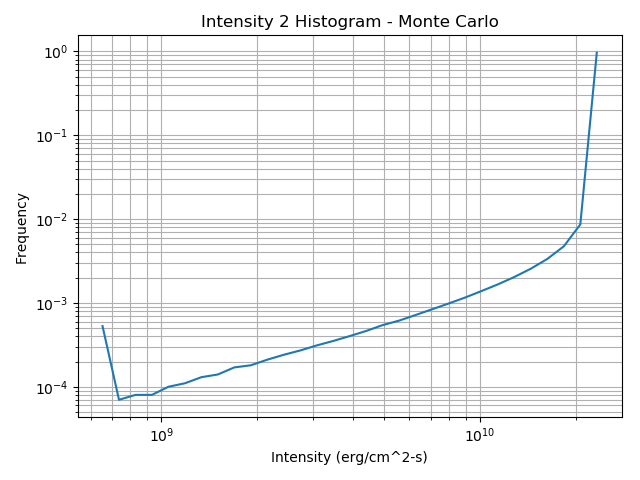 Intensity 2 Histogram - Monte Carlo
Frequency
10^0
10^-1
10^-2
10^-3
10^-4
10^9
10^10
Intensity (erg/cm^2-s)